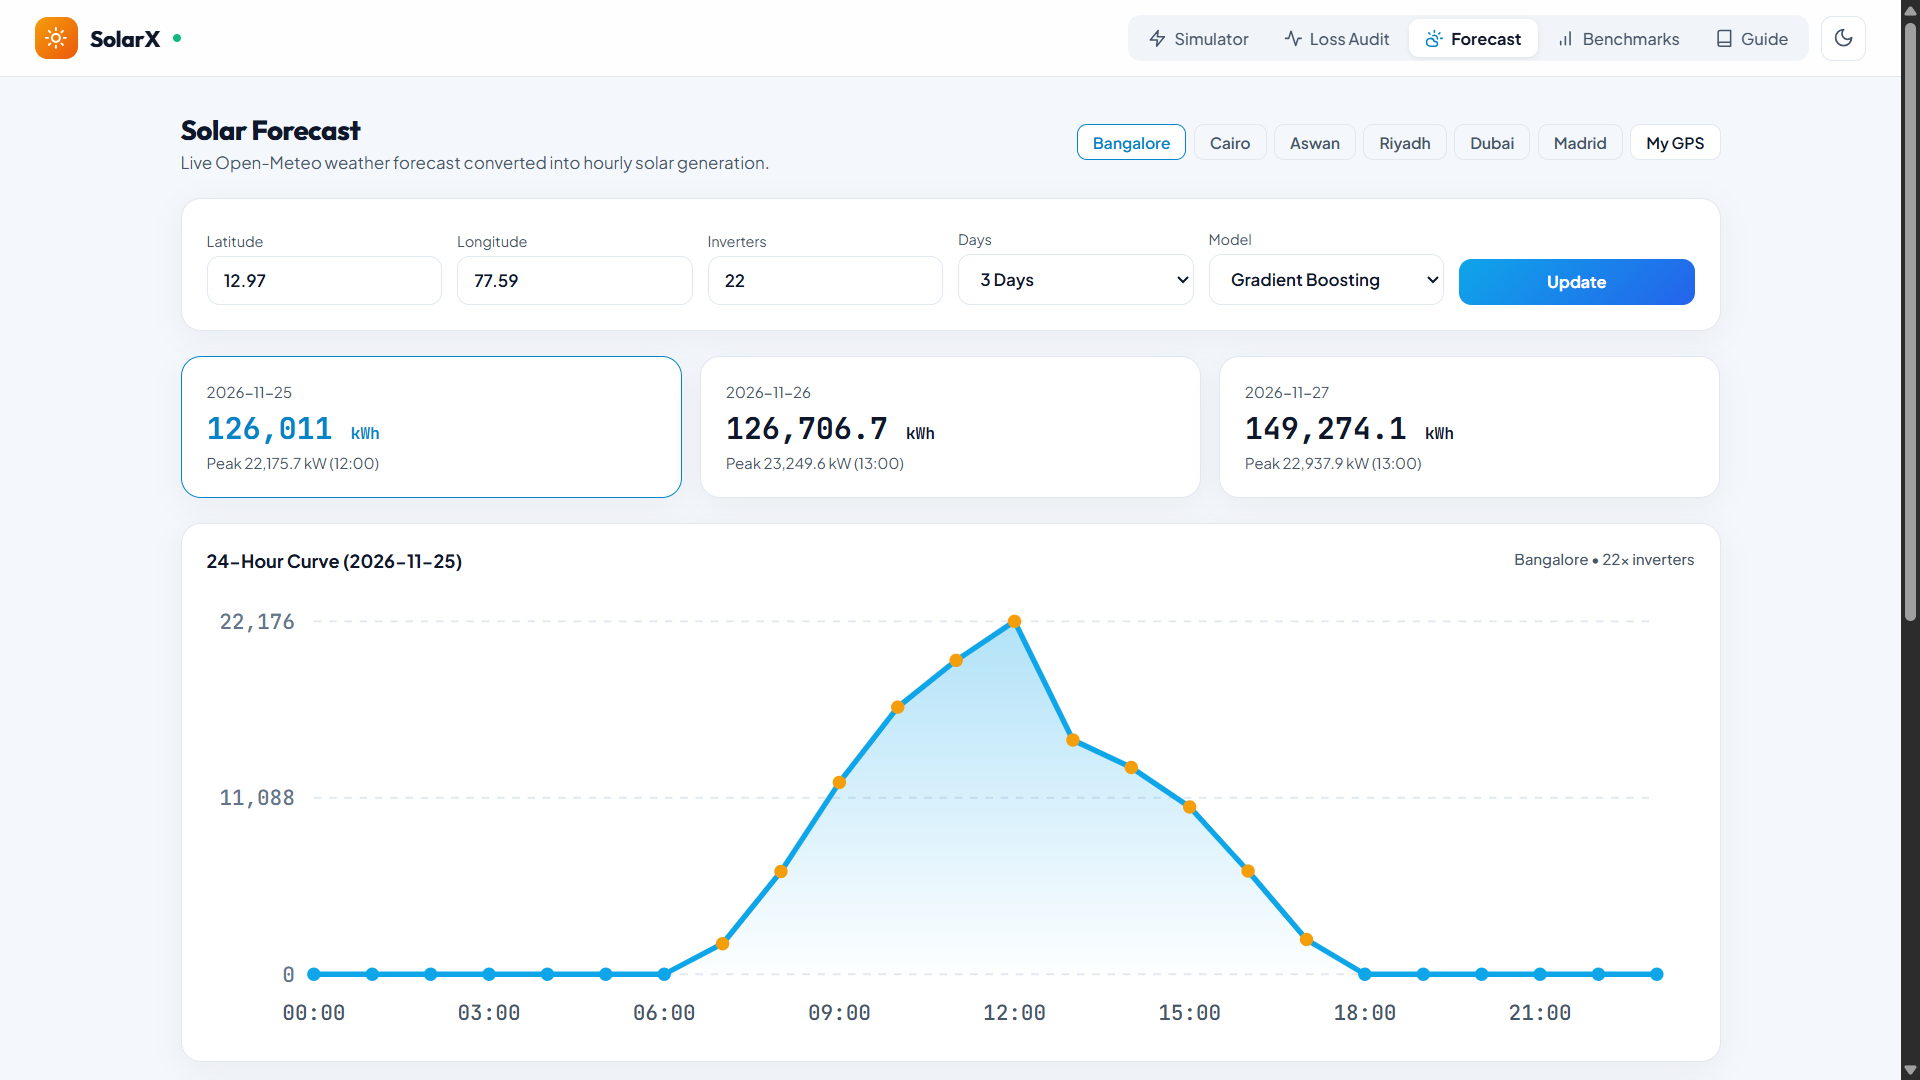 SolarX
Simulator
Loss Audit
Forecast
Benchmarks
Guide
Solar Forecast
Live Open-Meteo weather forecast converted into hourly solar generation.
Bangalore
Cairo
Aswan
Riyadh
Dubai
Madrid
My GPS
Latitude
Longitude
Inverters
Days
Model
12.97
77.59
22
3 Days
Gradient Boosting
Update
2026-11-25
126,011 kWh
Peak 22,175.7 kW (12:00)
2026-11-26
126,706.7 kWh
Peak 23,249.6 kW (13:00)
2026-11-27
149,274.1 kWh
Peak 22,937.9 kW (13:00)
24-Hour Curve (2026-11-25)
Bangalore • 22× inverters
22,176
11,088
0
00:00 03:00 06:00 09:00 12:00 15:00 18:00 21:00